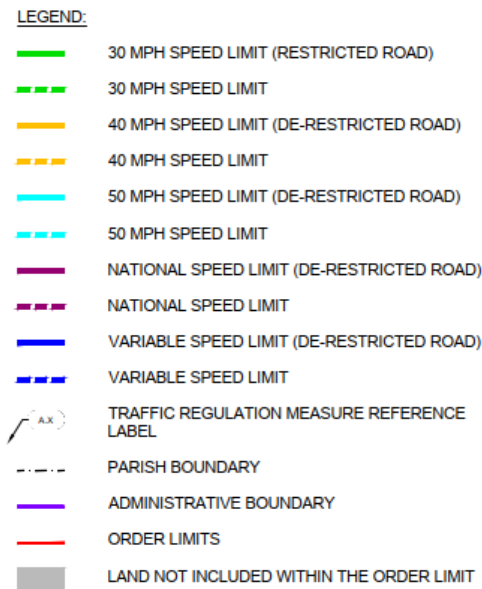 LEGEND:
30 MPH SPEED LIMIT (RESTRICTED ROAD)
30 MPH SPEED LIMIT
40 MPH SPEED LIMIT (DE-RESTRICTED ROAD)
40 MPH SPEED LIMIT
50 MPH SPEED LIMIT (DE-RESTRICTED ROAD)
50 MPH SPEED LIMIT
NATIONAL SPEED LIMIT (DE-RESTRICTED ROAD)
NATIONAL SPEED LIMIT
VARIABLE SPEED LIMIT (DE-RESTRICTED ROAD)
VARIABLE SPEED LIMIT
A.X
TRAFFIC REGULATION MEASURE REFERENCE
LABEL
PARISH BOUNDARY
ADMINISTRATIVE BOUNDARY
ORDER LIMITS
LAND NOT INCLUDED WITHIN THE ORDER LIMIT